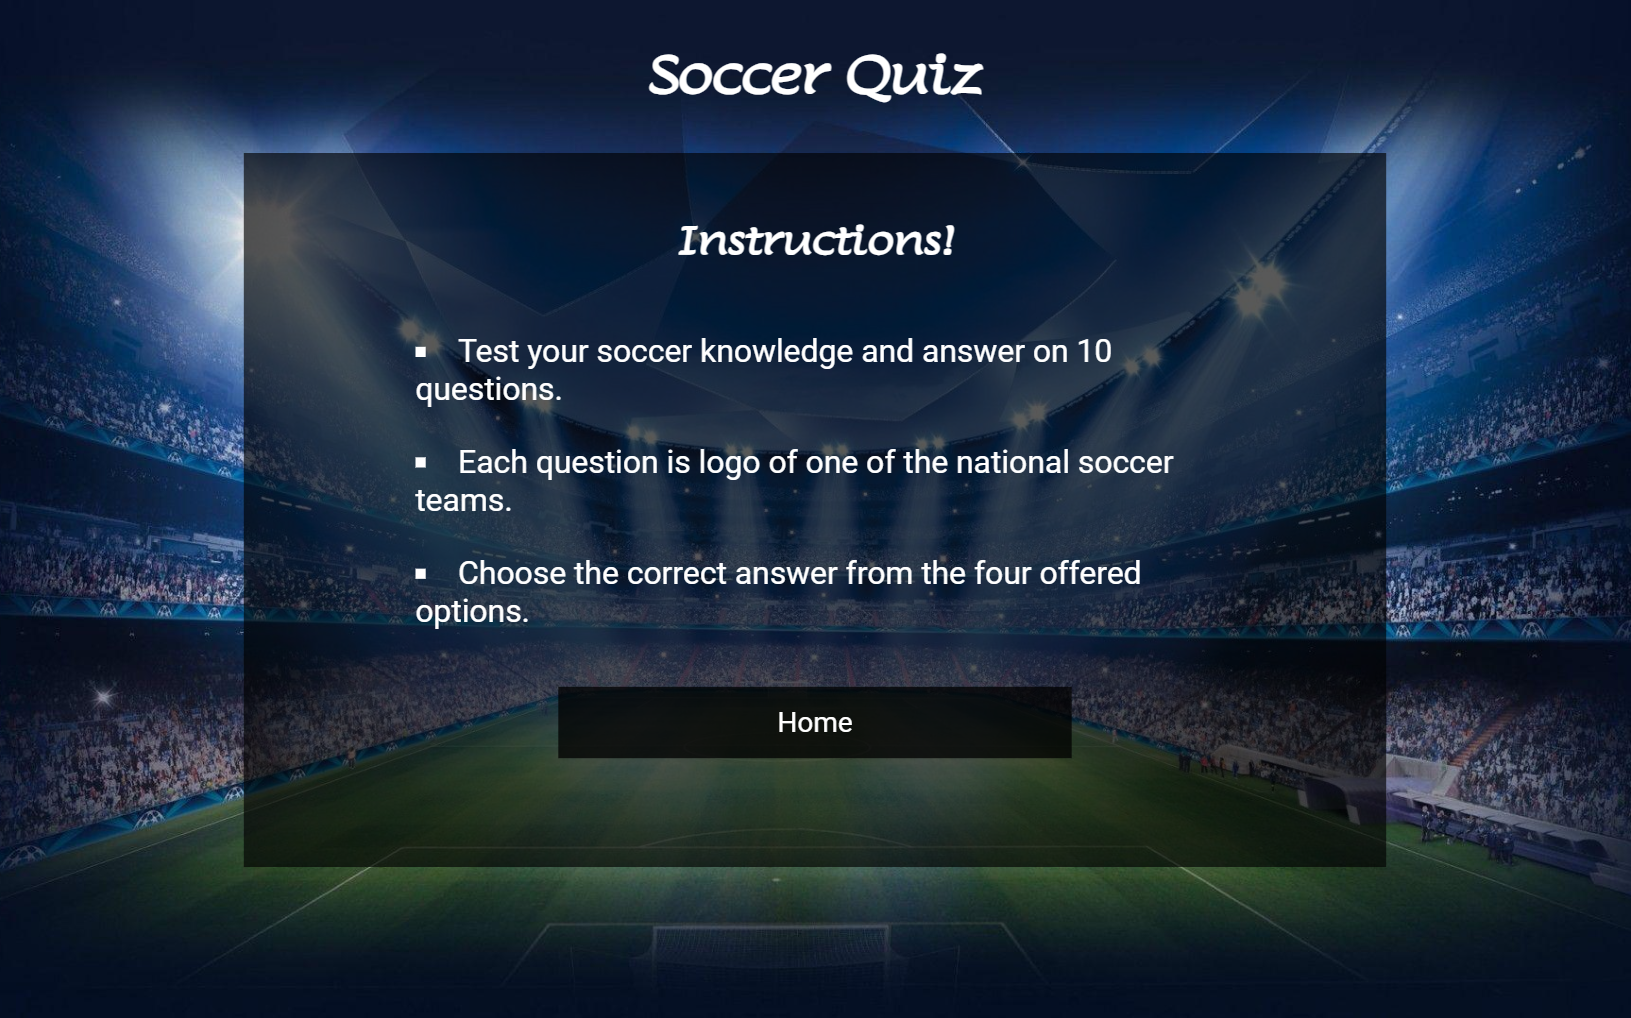 Soccer Quiz
Instructions!
▪ Test your soccer knowledge and answer on 10
questions.
▪ Each question is logo of one of the national soccer
teams.
▪ Choose the correct answer from the four offered
options.
Home